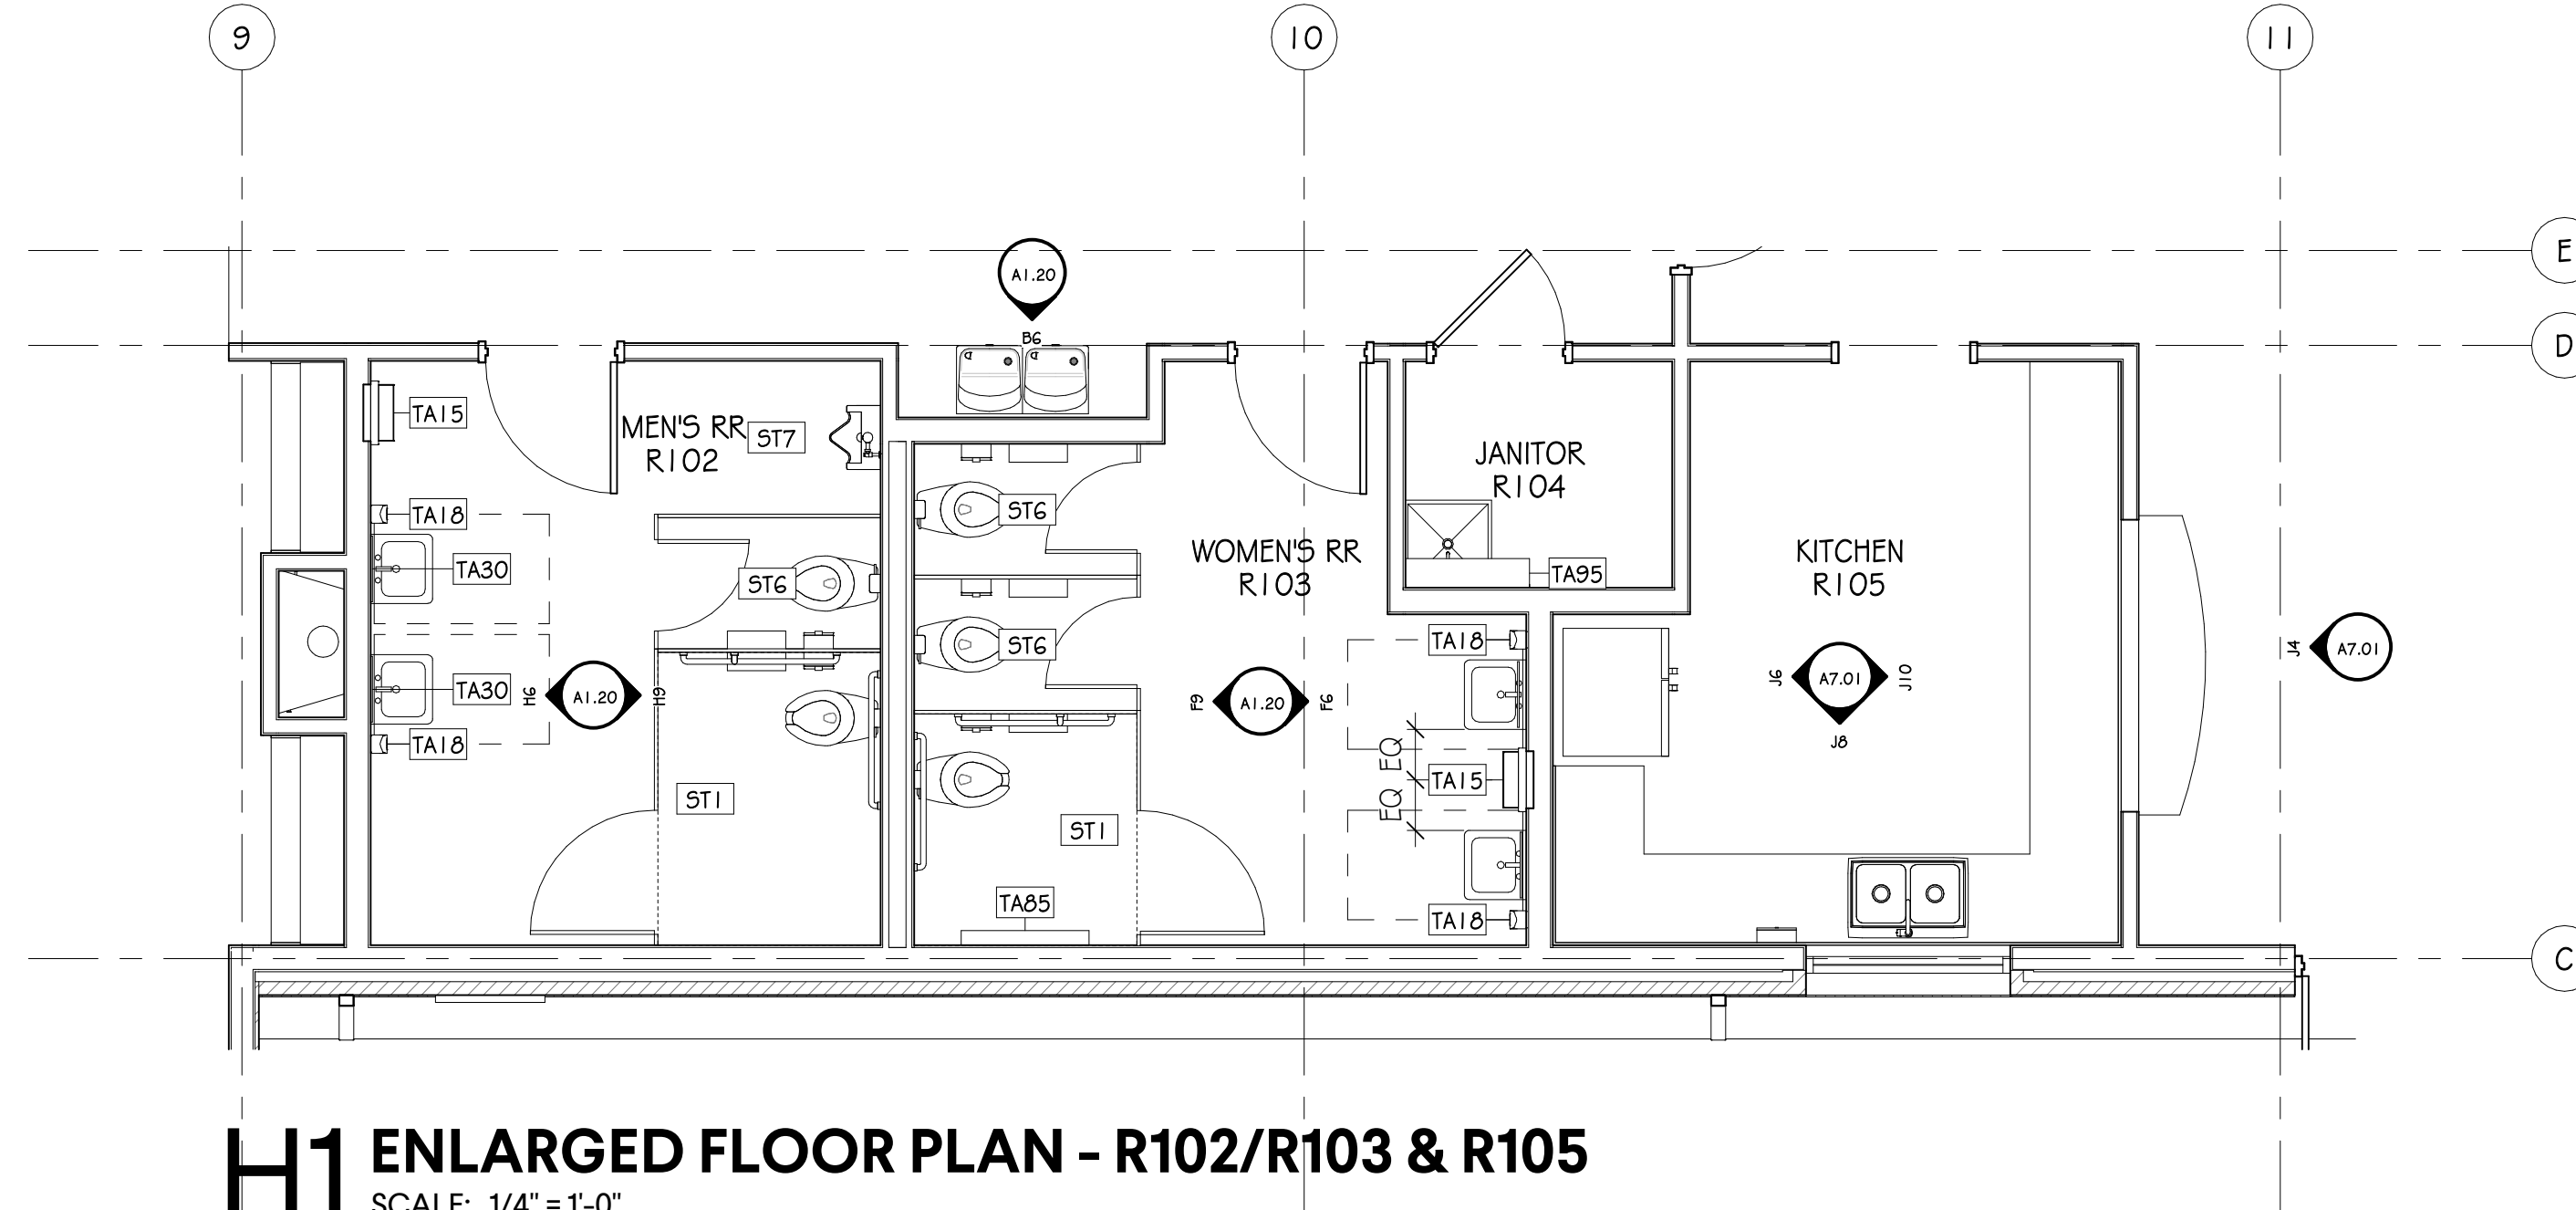 9
10
11
E
A1.20
B6
D
TA15
MEN'S RR
R102
ST7
JANITOR
R104
TA18
ST6
WOMEN'S RR
R103
KITCHEN
R105
TA30
ST6
TA95
ST6
TA18
J4
A7.01
TA30
H6
A1.20
H9
F9
A1.20
F6
J6
A7.01
J10
J8
TA18
EQ
TA15
EQ
ST1
ST1
TA85
TA18
C
H1
ENLARGED FLOOR PLAN - R102/R103 & R105
SCALE: 1/4" = 1'-0"